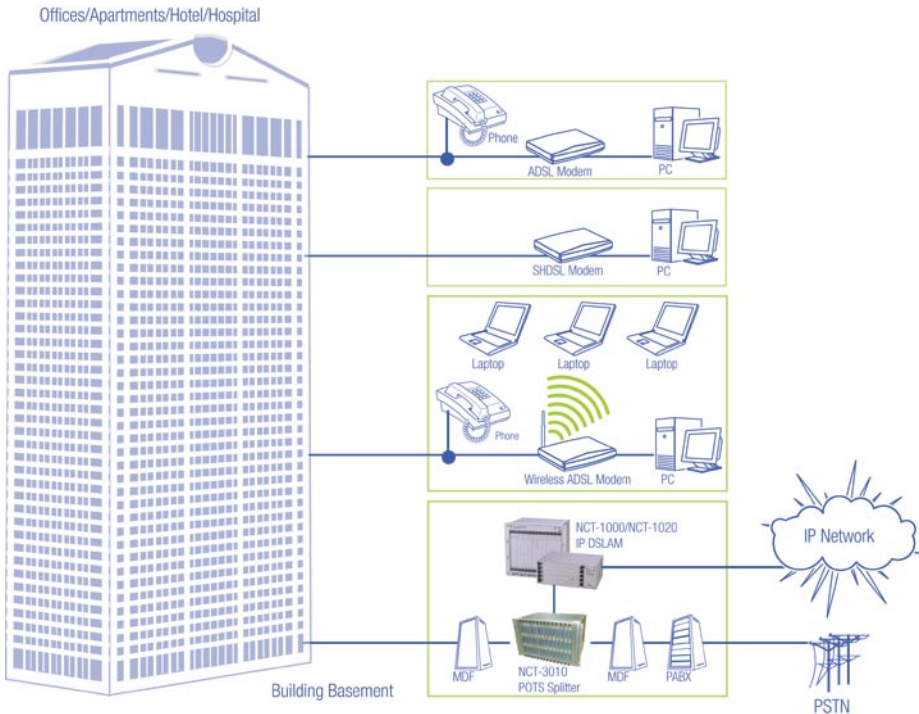 Offices/Apartments/Hotel/Hospital
Phone
ADSL Modem
PC
SHDSL Modem
PC
Laptop
Laptop
Laptop
Phone
Wireless ADSL Modem
PC
NCT-1000/NCT-1020
IP DSLAM
IP Network
MDF
NCT-3010
POTS Splitter
MDF
PABX
Building Basement
PSTN